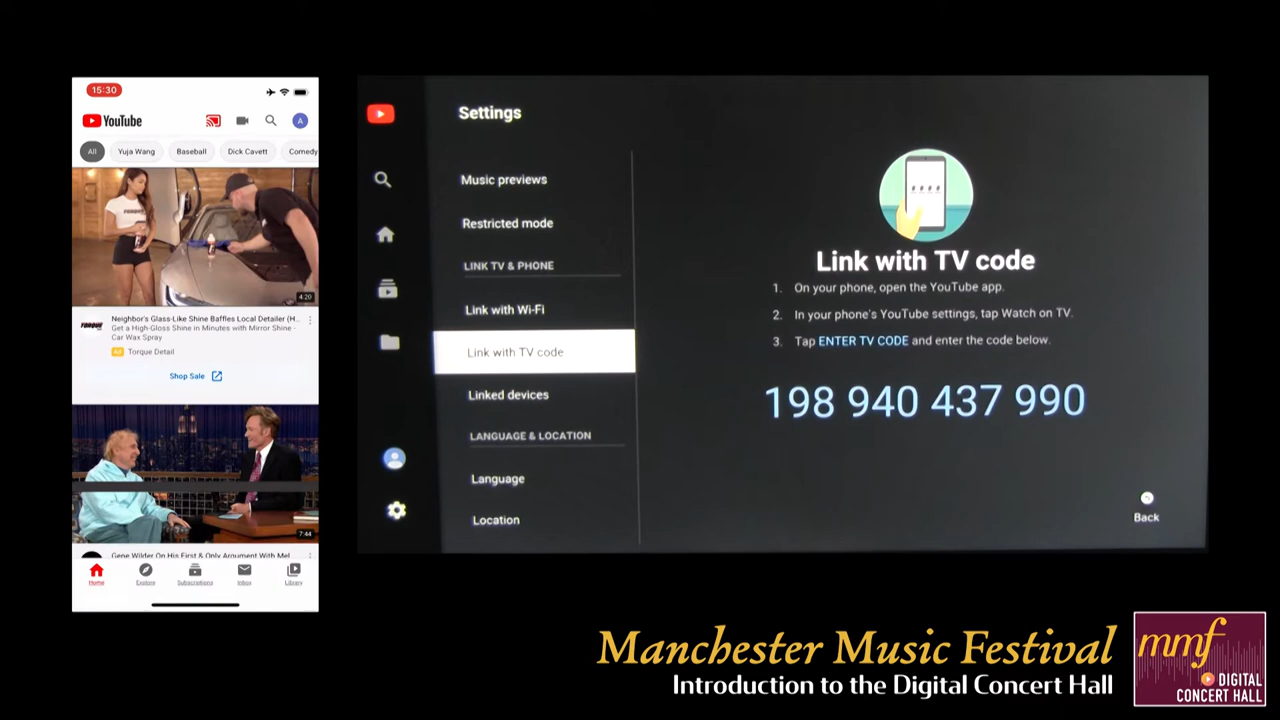 15:30
YouTube
A
All
Yuja Wang
Baseball
Dick Cavett
Comedy
4:20
Neighbor's Glass-Like Shine Baffles Local Detailer (H...
Get a High-Gloss Shine in Minutes with Mirror Shine -
Car Wax Spray
Ad Torque Detail
Shop Sale
7:44
Gene Wilder On His First & Only Argument With Mel
Home
Explore
Subscriptions
Inbox
Library
Settings
Music previews
Restricted mode
LINK TV & PHONE
Link with Wi-Fi
Link with TV code
Linked devices
LANGUAGE & LOCATION
Language
Location
Link with TV code
1. On your phone, open the YouTube app.
2. In your phone's YouTube settings, tap Watch on TV.
3. Tap ENTER TV CODE and enter the code below.
198 940 437 990
Back
Manchester Music Festival
Introduction to the Digital Concert Hall
mmf
DIGITAL
CONCERT HALL